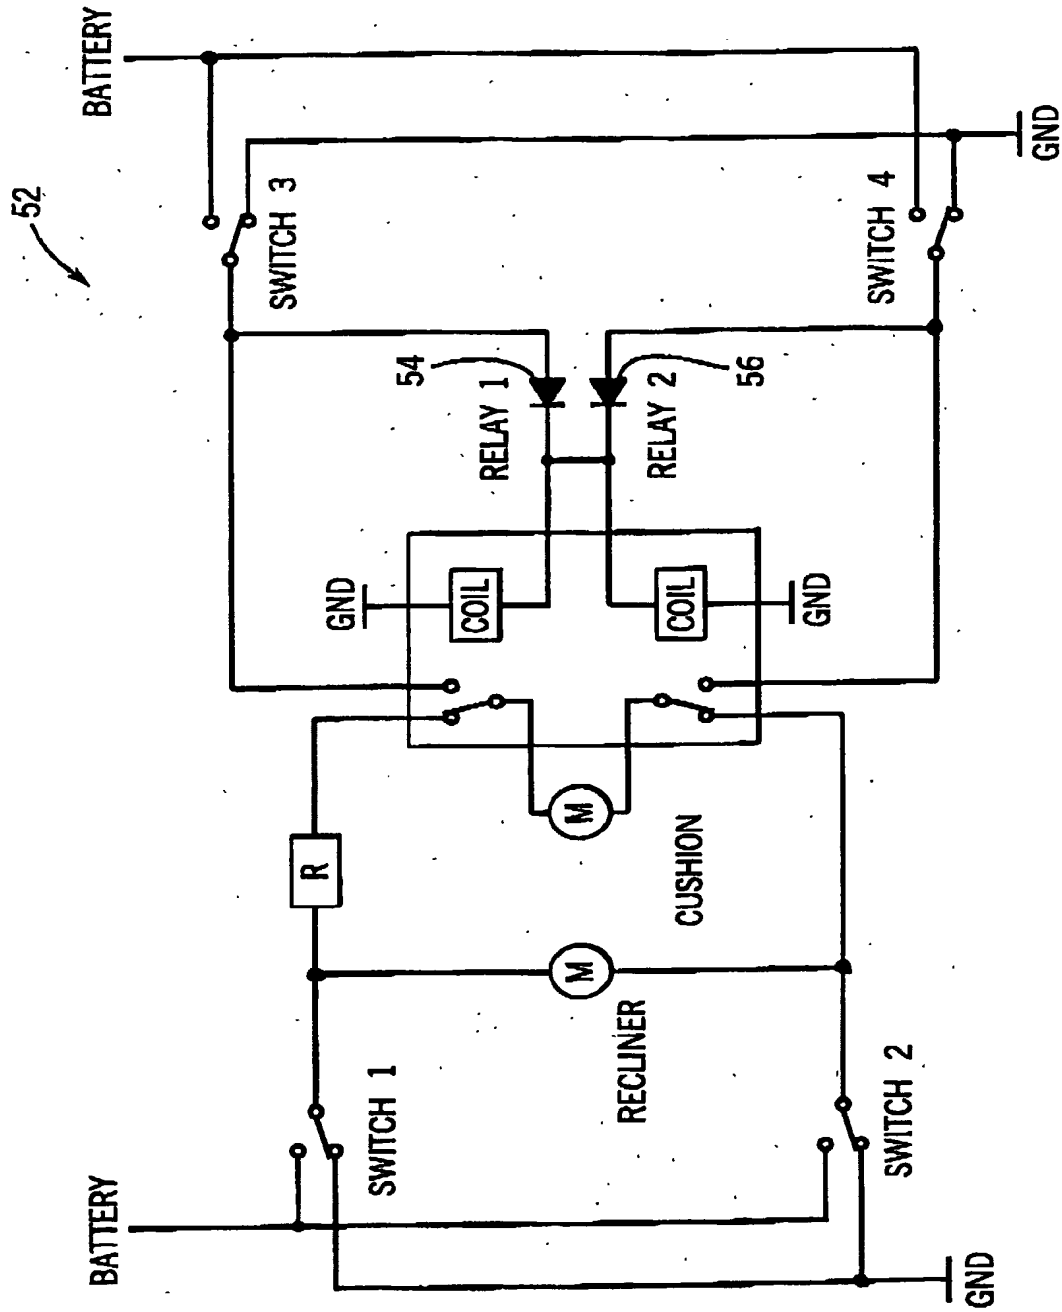 52
BATTERY
SWITCH 3
SWITCH 4
GND
54
RELAY 1
RELAY 2
56
GND
COIL
COIL
GND
R
M
CUSHION
M
RECLINER
SWITCH 1
SWITCH 2
BATTERY
GND